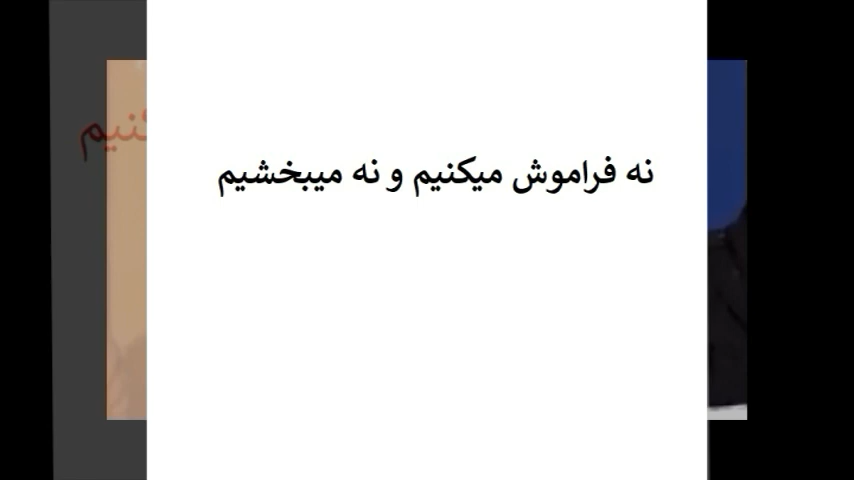 نه فراموش میکنیم و نه میبخشیم